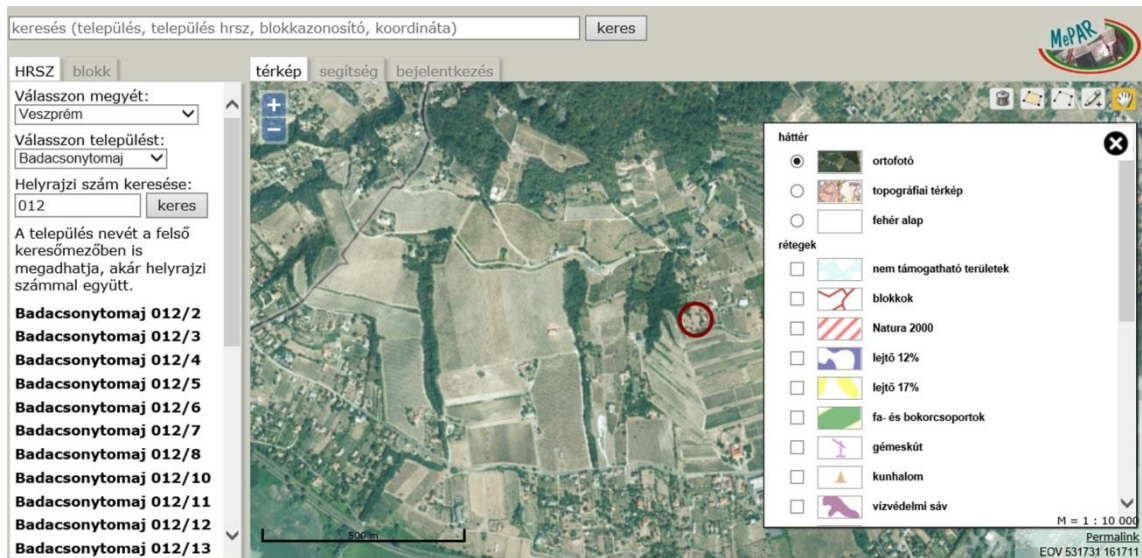 keresés (település, település hrsz, blokkazonosító, koordináta)
keres
MePAR
HRSZ
blokk
térkép
segítség
bejelentkezés
Válasszon megyét:
Veszprém
Válasszon települést:
Badacsonytomaj
Helyrajzi szám keresése:
012
keres
A település nevét a felső
keresőmezőben is
megadhatja, akár helyrajzi
számmal együtt.
Badacsonytomaj 012/2
Badacsonytomaj 012/3
Badacsonytomaj 012/4
Badacsonytomaj 012/5
Badacsonytomaj 012/6
Badacsonytomaj 012/7
Badacsonytomaj 012/8
Badacsonytomaj 012/10
Badacsonytomaj 012/11
Badacsonytomaj 012/12
Badacsonytomaj 012/13
+
−
500 m
háttér
ortofotó
topográfiai térkép
fehér alap
rétegek
nem támogatható területek
blokkok
Natura 2000
lejtő 12%
lejtő 17%
fa- és bokorcsoportok
gémeskút
kunhalom
vízvédelmi sáv
M = 1 : 10 000
Permalink
EOV 531731 161713